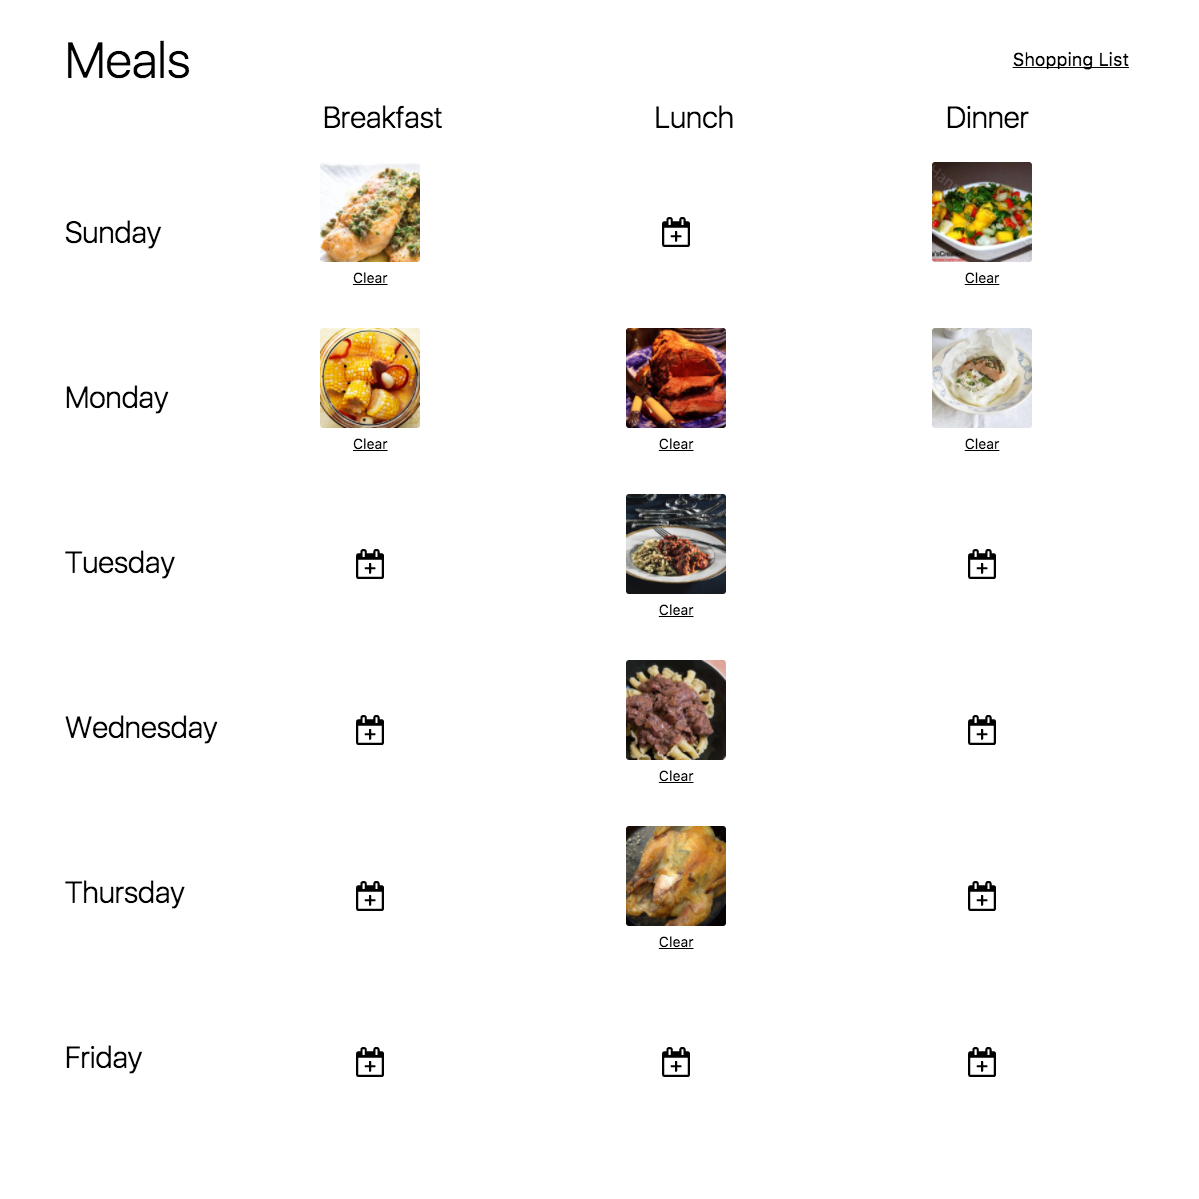 Meals
Shopping List
Breakfast Lunch Dinner
Sunday
Clear Clear
Monday
Clear Clear Clear
Tuesday
Clear
Wednesday
Clear
Thursday
Clear
Friday